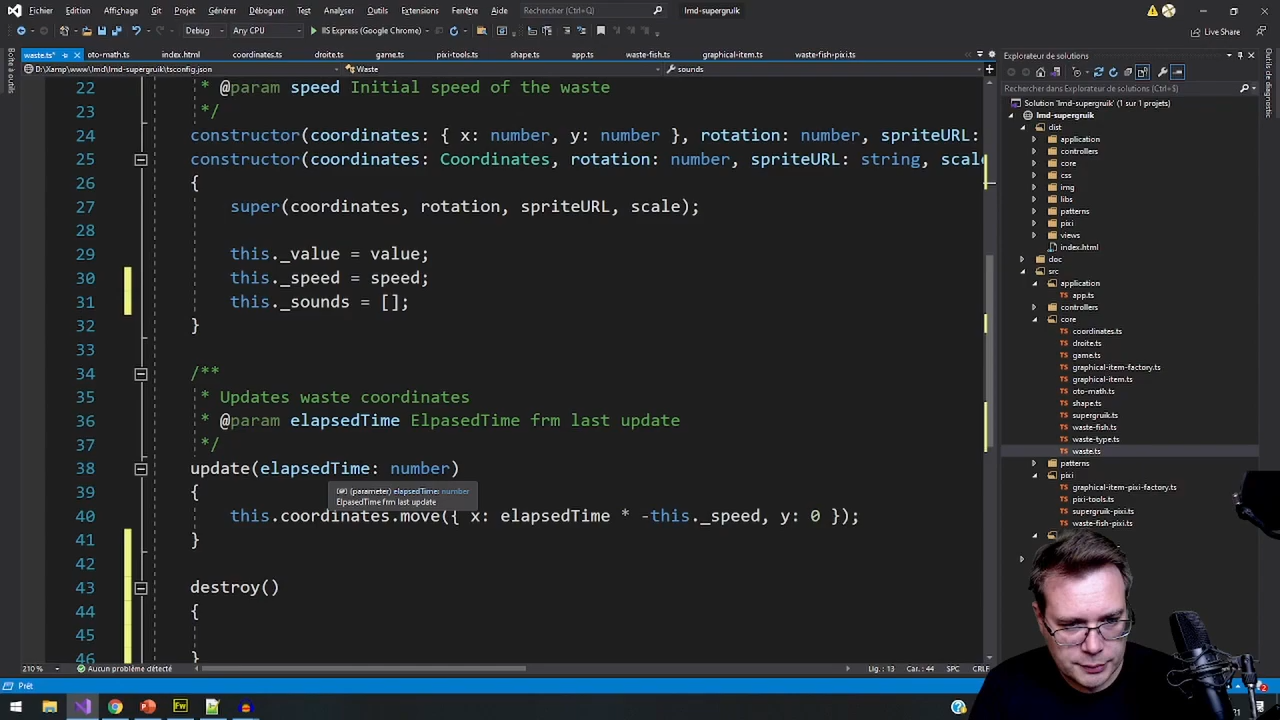 Fichier Edition Affichage Git Projet Générer Déboguer Test Analyser Outils Extensions Fenêtre Aide Rechercher (Ctrl+Q) lmd-supergruik
Debug Any CPU IIS Express (Google Chrome) Live Share
waste.ts* oto-math.ts index.html coordinates.ts droite.ts game.ts pixi-tools.ts shape.ts app.ts waste-fish.ts graphical-item.ts waste-fish-pixi.ts
D:\Xamp\www\lmd\lmd-supergruik\tsconfig.json Waste sounds
22 * @param speed Initial speed of the waste
23 */
24 constructor(coordinates: { x: number, y: number }, rotation: number, spriteURL:
25 constructor(coordinates: Coordinates, rotation: number, spriteURL: string, scale
26 {
27 super(coordinates, rotation, spriteURL, scale);
28
29 this._value = value;
30 this._speed = speed;
31 this._sounds = [];
32 }
33
34 /**
35 * Updates waste coordinates
36 * @param elapsedTime ElpasedTime frm last update
37 */
38 update(elapsedTime: number)
39 {
(parameter) elapsedTime: number
ElpasedTime frm last update
40 this.coordinates.move({ x: elapsedTime * -this._speed, y: 0 });
41 }
42
43 destroy()
44 {
45
46 }
210 % Aucun problème détecté Lig. : 13 Car. : 44 SPC CRLF
Prêt
Boîte à outils
Explorateur de solutions
Rechercher dans Explorateur de solutions (Ctrl+$)
Solution 'lmd-supergruik' (1 sur 1 projets)
lmd-supergruik
dist
application
controllers
core
css
img
libs
patterns
pixi
views
index.html
doc
src
application
app.ts
controllers
core
coordinates.ts
droite.ts
game.ts
graphical-item-factory.ts
graphical-item.ts
oto-math.ts
shape.ts
supergruik.ts
waste-fish.ts
waste-type.ts
waste.ts
patterns
pixi
graphical-item-pixi-factory.ts
pixi-tools.ts
supergruik-pixi.ts
waste-fish-pixi.ts
Outils de diagnostic